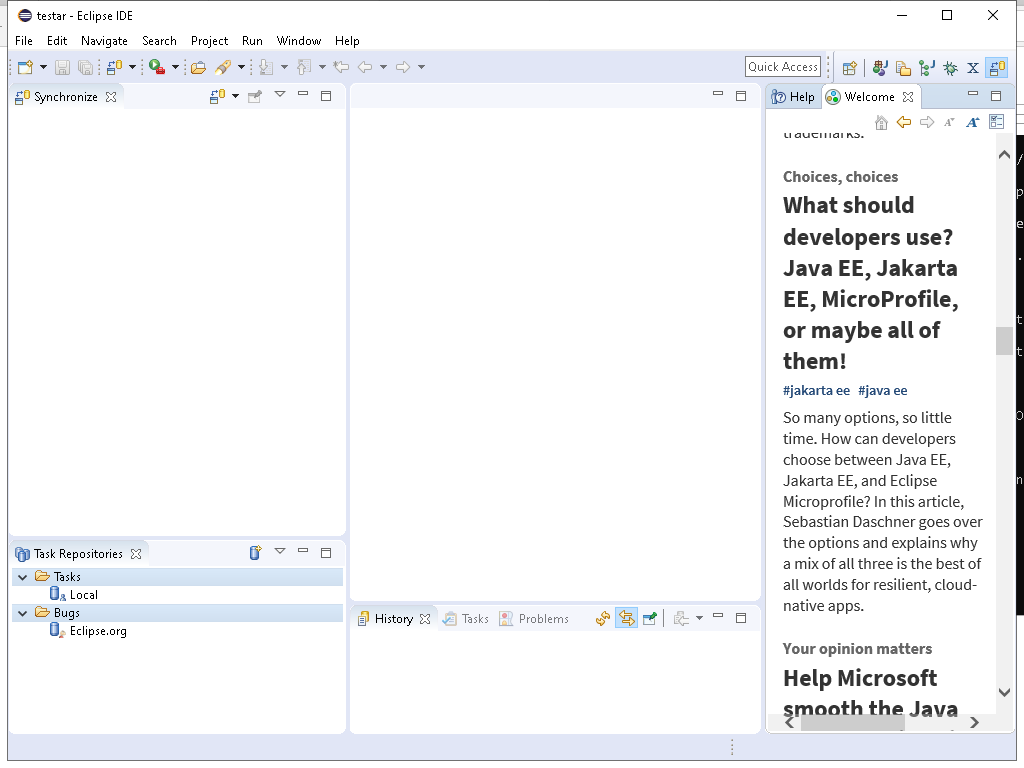 testar - Eclipse IDE
File Edit Navigate Search Project Run Window Help
Quick Access
Synchronize
Help Welcome
trademarks.
Choices, choices
What should
developers use?
Java EE, Jakarta
EE, MicroProfile,
or maybe all of
them!
#jakarta ee #java ee
So many options, so little
time. How can developers
choose between Java EE,
Jakarta EE, and Eclipse
Microprofile? In this article,
Sebastian Daschner goes over
the options and explains why
a mix of all three is the best of
all worlds for resilient, cloud-
native apps.
Your opinion matters
Help Microsoft
smooth the Java
Task Repositories
Tasks
Local
Bugs
Eclipse.org
History Tasks Problems